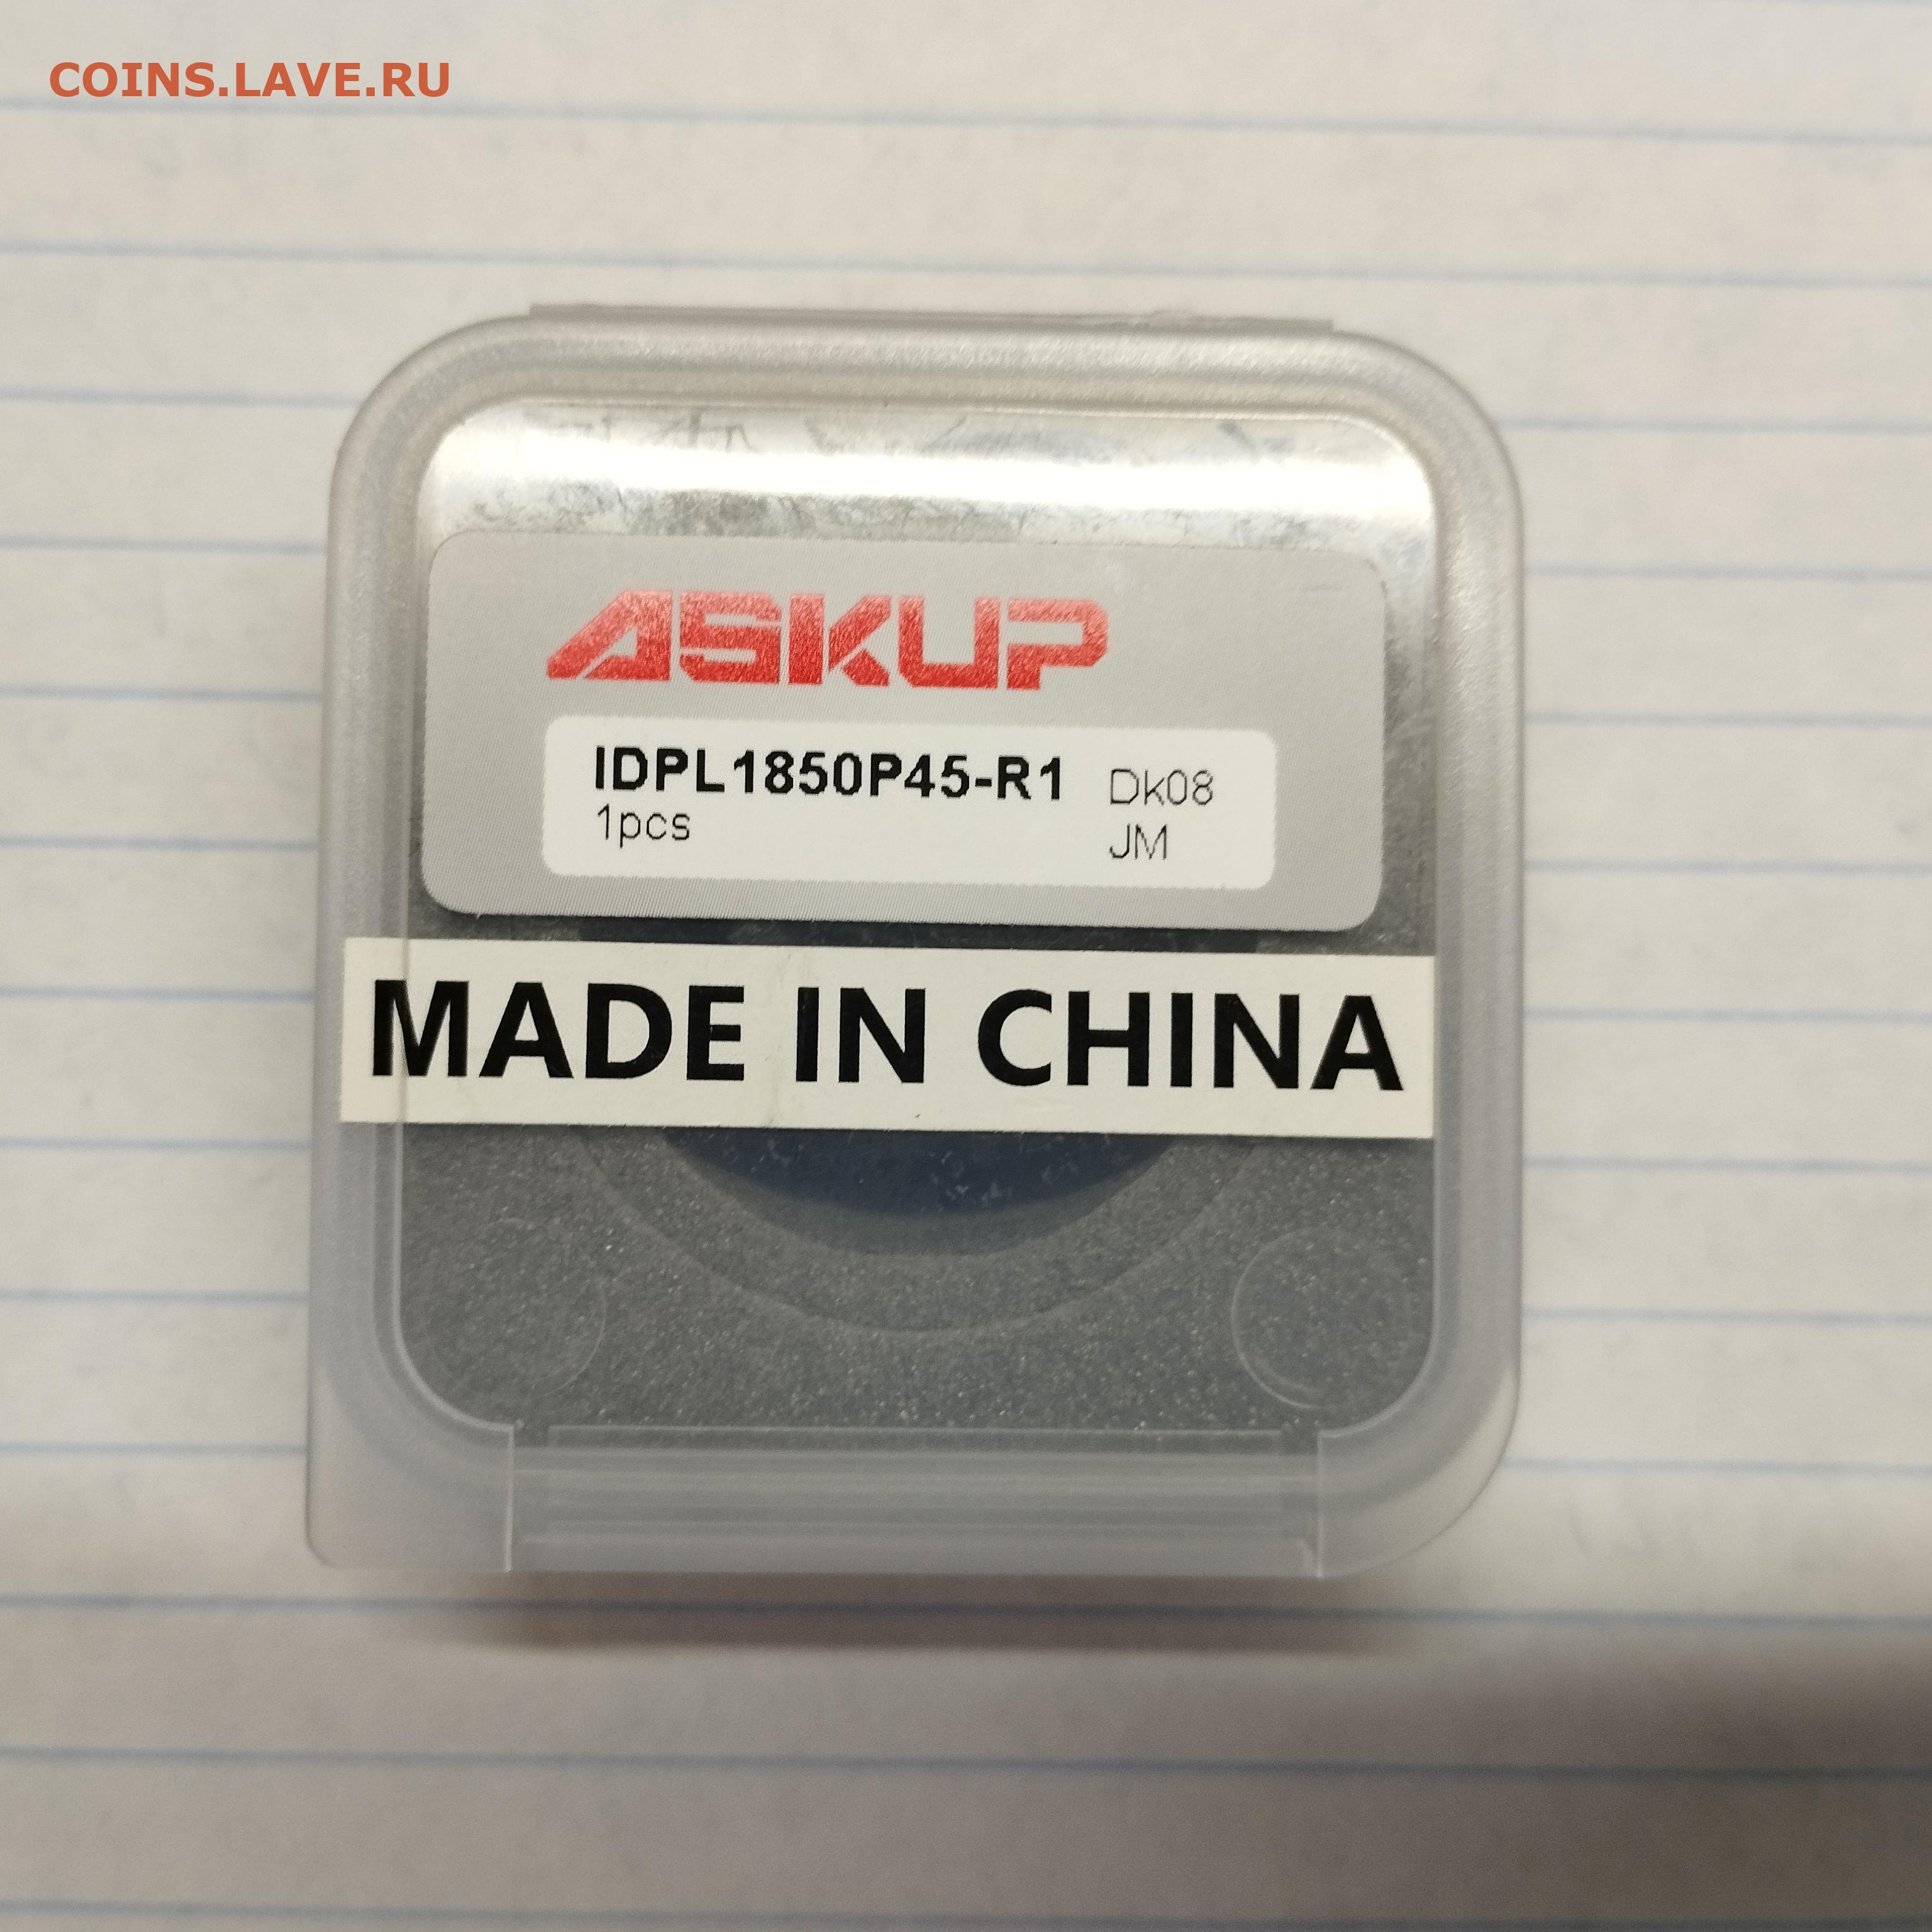 COINS.LAVE.RU
ASKUP
IDPL1850P45-R1 Dk08
1pcs JM
MADE IN CHINA